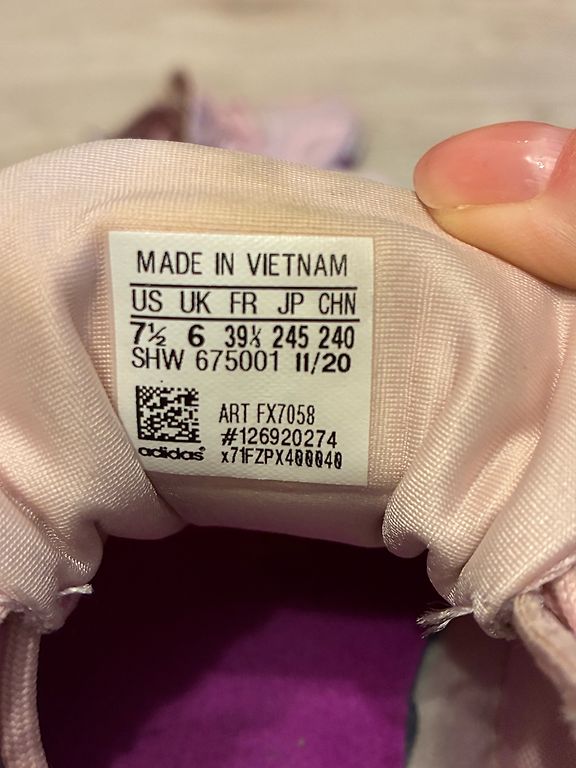 MADE IN VIETNAM
US UK FR JP CHN
7½ 6 39⅓ 245 240
SHW 675001 11/20
ART FX7058
#126920274
adidas® x71FZPX400040